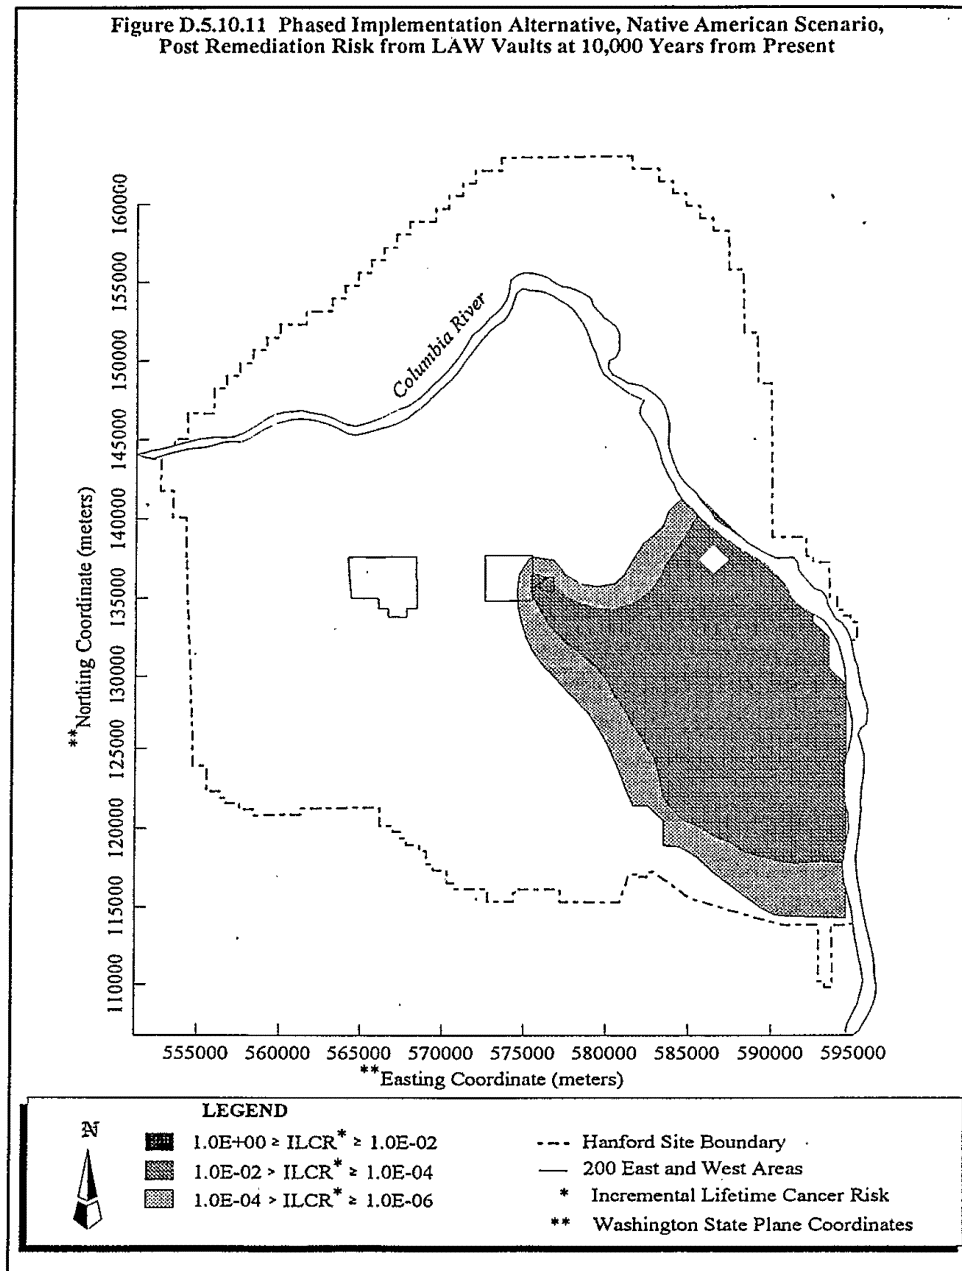 Figure D.5.10.11 Phased Implementation Alternative, Native American Scenario,
Post Remediation Risk from LAW Vaults at 10,000 Years from Present
160000
155000
150000
145000
140000
135000
130000
125000
120000
115000
110000
**Northing Coordinate (meters)
Columbia River
555000 560000 565000 570000 575000 580000 585000 590000 595000
**Easting Coordinate (meters)
LEGEND
N
1.0E+00 ≥ ILCR* ≥ 1.0E-02
1.0E-02 > ILCR* ≥ 1.0E-04
1.0E-04 > ILCR* ≥ 1.0E-06
Hanford Site Boundary
200 East and West Areas
* Incremental Lifetime Cancer Risk
** Washington State Plane Coordinates